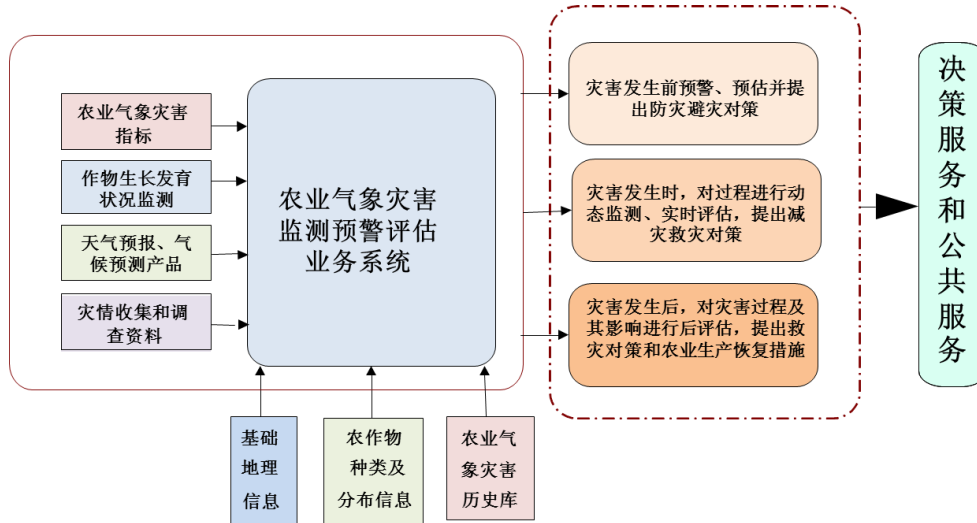 农业气象灾害
指标
作物生长发育
状况监测
天气预报、气
候预测产品
灾情收集和调
查资料
农业气象灾害
监测预警评估
业务系统
基础
地理
信息
农作物
种类及
分布信息
农业气
象灾害
历史库
灾害发生前预警、预估并提
出防灾避灾对策
灾害发生时，对过程进行动
态监测、实时评估，提出减
灾救灾对策
灾害发生后，对灾害过程及
其影响进行后评估，提出救
灾对策和农业生产恢复措施
决策服务和公共服务